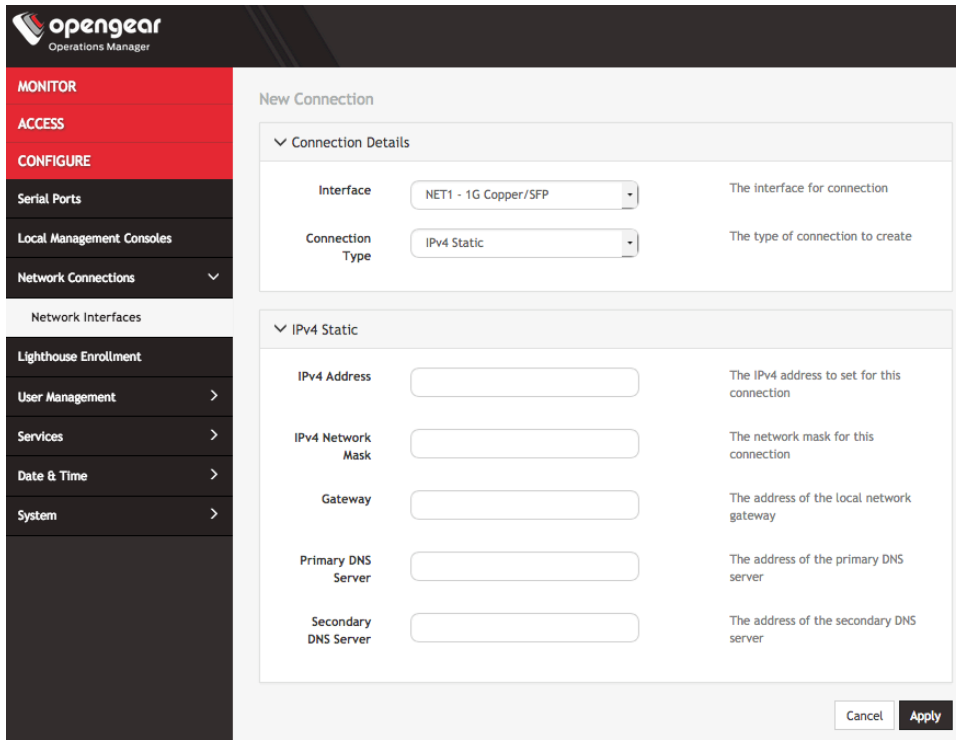 opengear
Operations Manager
MONITOR
ACCESS
CONFIGURE
Serial Ports
Local Management Consoles
Network Connections
Network Interfaces
Lighthouse Enrollment
User Management
Services
Date & Time
System
New Connection
Connection Details
Interface
NET1 - 1G Copper/SFP
The interface for connection
Connection
Type
IPv4 Static
The type of connection to create
IPv4 Static
IPv4 Address
The IPv4 address to set for this
connection
IPv4 Network
Mask
The network mask for this
connection
Gateway
The address of the local network
gateway
Primary DNS
Server
The address of the primary DNS
server
Secondary
DNS Server
The address of the secondary DNS
server
Cancel
Apply